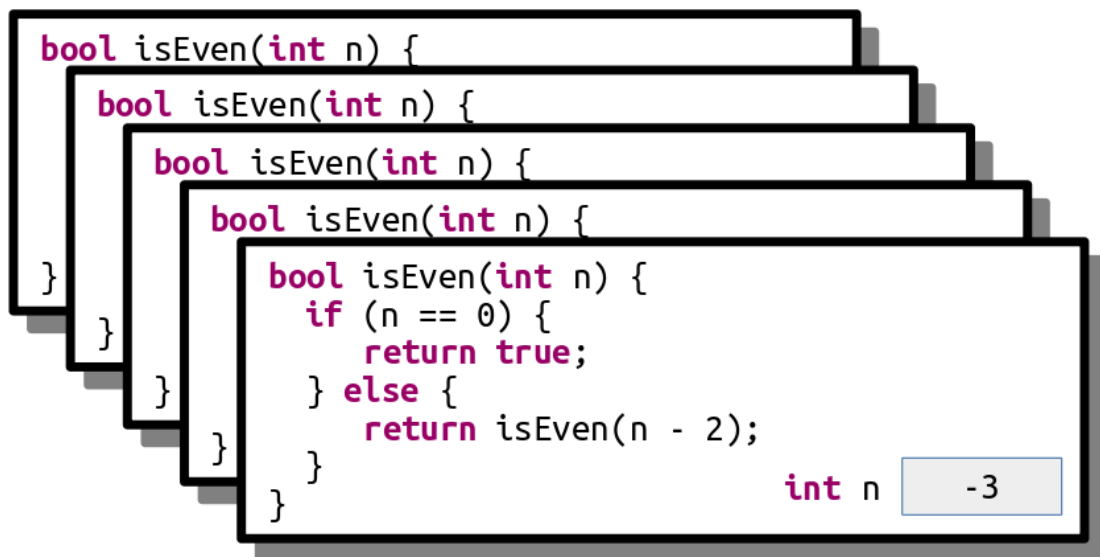 bool isEven(int n) {
bool isEven(int n) {
bool isEven(int n) {
bool isEven(int n) {
bool isEven(int n) {
if (n == 0) {
return true;
} else {
return isEven(n - 2);
}
}
int n -3
}
}
}
}